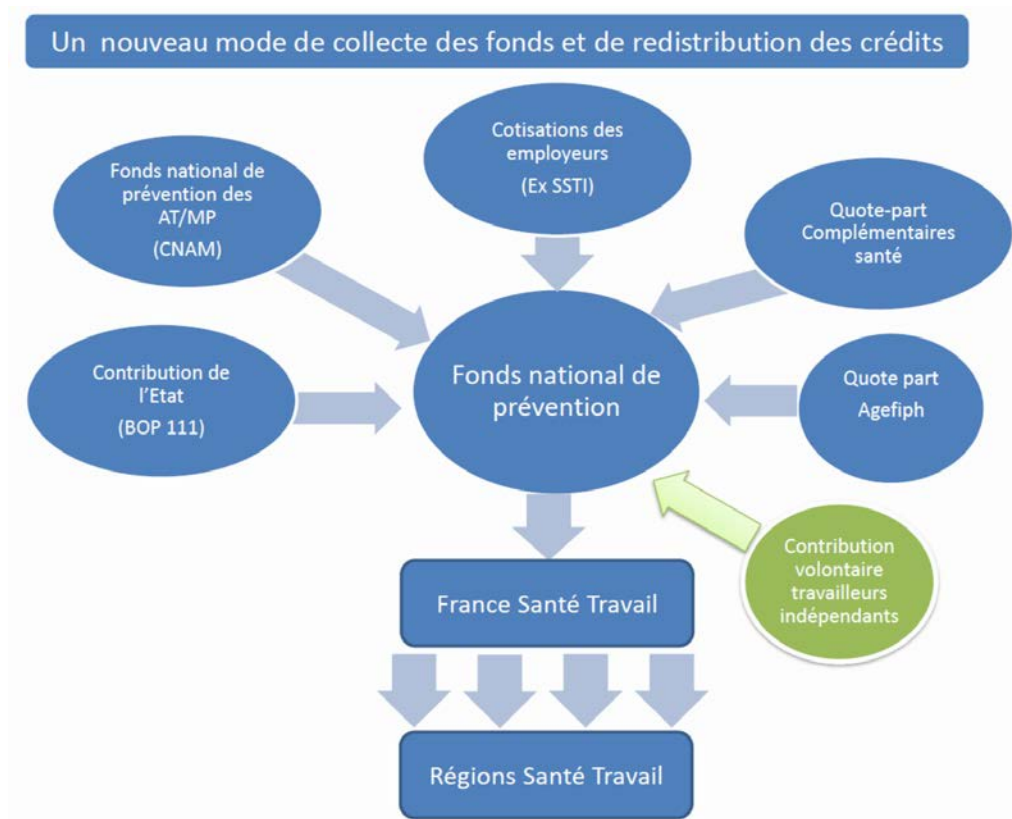 Un nouveau mode de collecte des fonds et de redistribution des crédits
Fonds national de
prévention des
AT/MP
(CNAM)
Cotisations des
employeurs
(Ex SSTI)
Quote-part
Complémentaires
santé
Contribution de
l'Etat
(BOP 111)
Fonds national de
prévention
Quote part
Agefiph
Contribution
volontaire
travailleurs
indépendants
France Santé Travail
Régions Santé Travail